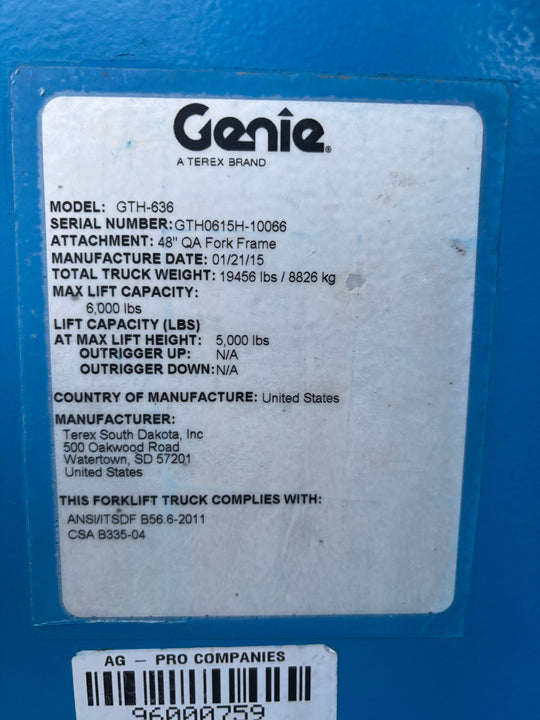 Genie®
A TEREX BRAND
MODEL: GTH-636
SERIAL NUMBER: GTH0615H-10066
ATTACHMENT: 48" QA Fork Frame
MANUFACTURE DATE: 01/21/15
TOTAL TRUCK WEIGHT: 19456 lbs / 8826 kg
MAX LIFT CAPACITY:
6,000 lbs
LIFT CAPACITY (LBS)
AT MAX LIFT HEIGHT: 5,000 lbs
OUTRIGGER UP: N/A
OUTRIGGER DOWN: N/A
COUNTRY OF MANUFACTURE: United States
MANUFACTURER:
Terex South Dakota, Inc
500 Oakwood Road
Watertown, SD 57201
United States
THIS FORKLIFT TRUCK COMPLIES WITH:
ANSI/ITSDF B56.6-2011
CSA B335-04
AG - PRO COMPANIES
96000759